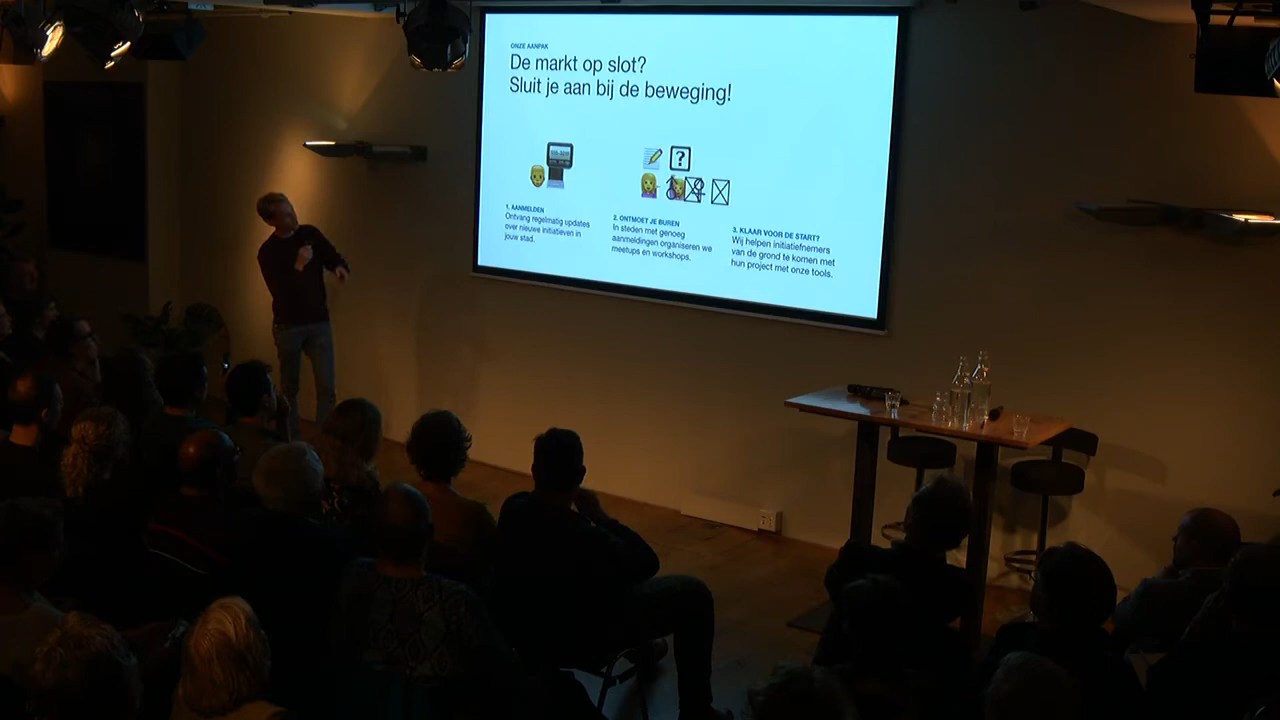 ONZE AANPAK
De markt op slot?
Sluit je aan bij de beweging!
?
1. AANMELDEN
Ontvang regelmatig updates
over nieuwe initiatieven in
jouw stad.
2. ONTMOET JE BUREN
In steden met genoeg
aanmeldingen organiseren we
meetups en workshops.
3. KLAAR VOOR DE START?
Wij helpen initiatiefnemers
van de grond te komen met
hun project met onze tools.